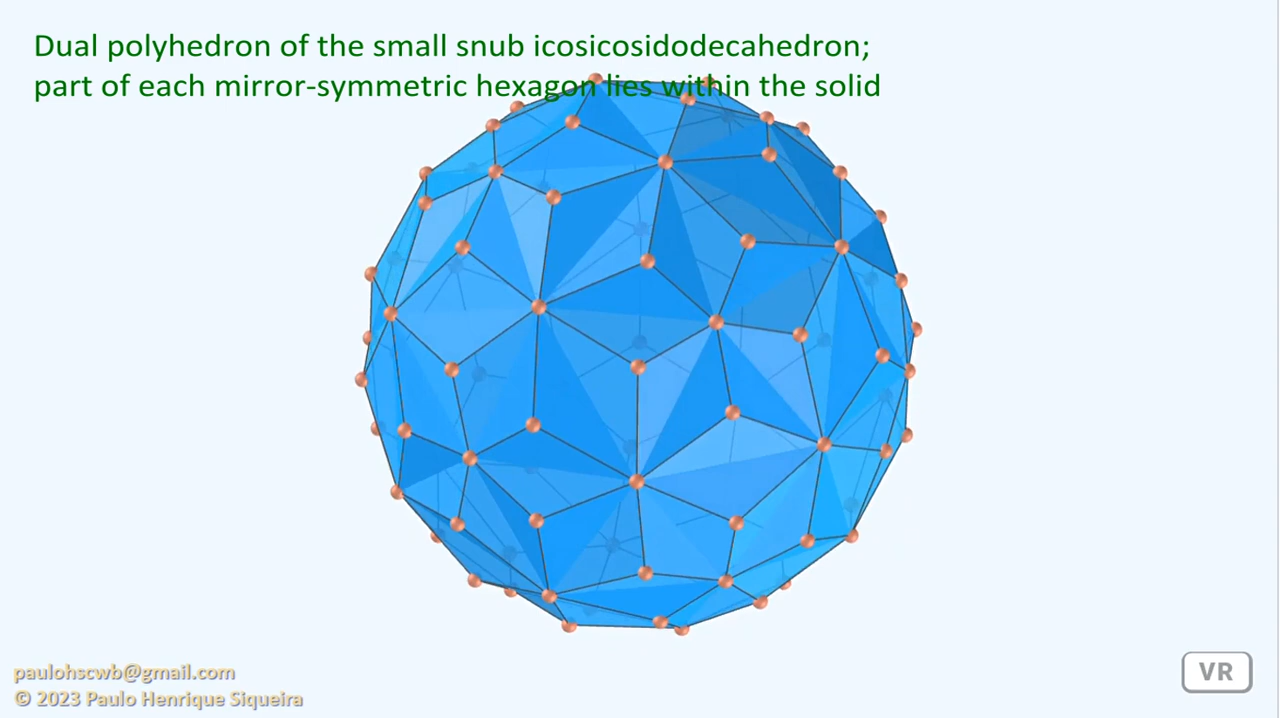 Dual polyhedron of the small snub icosicosidodecahedron;
part of each mirror-symmetric hexagon lies within the solid
paulohscwb@gmail.com
© 2023 Paulo Henrique Siqueira
VR